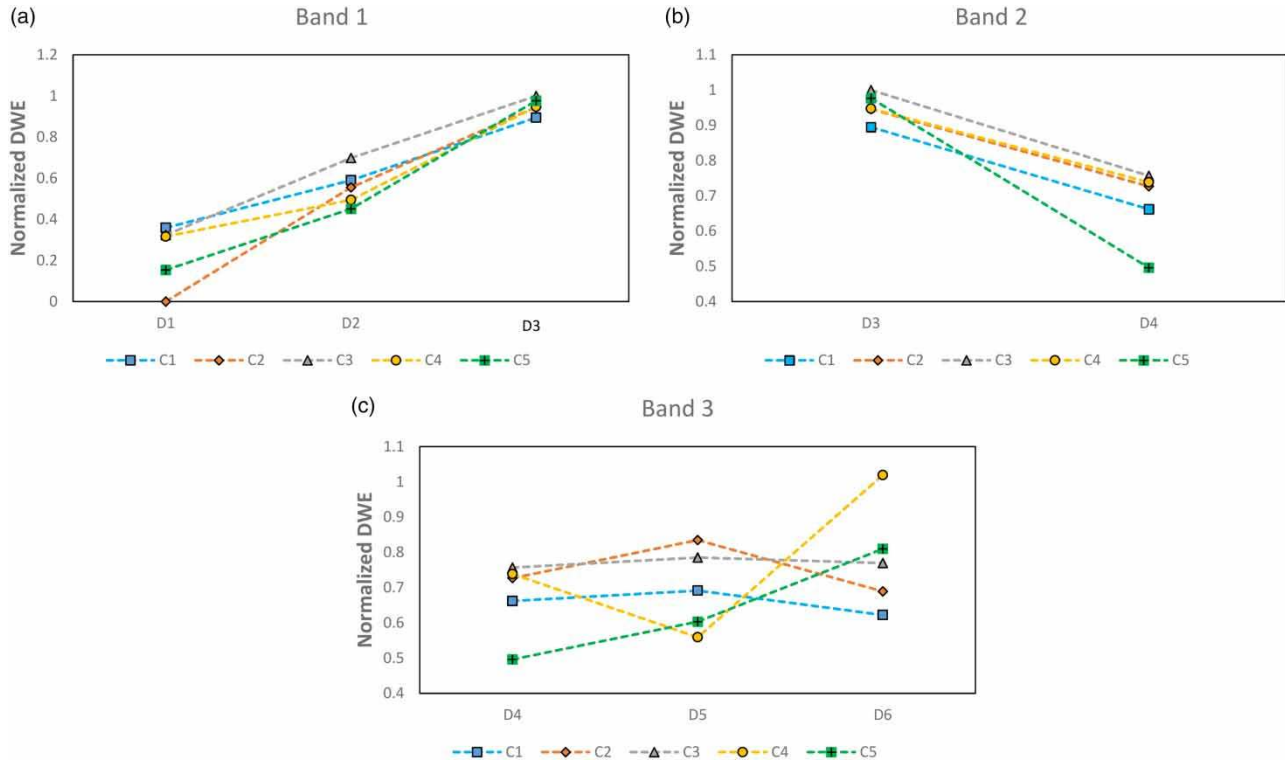 (a)
Band 1
Normalized DWE
1.2
1
0.8
0.6
0.4
0.2
0
D1 D2 D3
C1 C2 C3 C4 C5
(b)
Band 2
Normalized DWE
1.1
1
0.9
0.8
0.7
0.6
0.5
0.4
D3 D4
C1 C2 C3 C4 C5
(c)
Band 3
Normalized DWE
1.1
1
0.9
0.8
0.7
0.6
0.5
0.4
D4 D5 D6
C1 C2 C3 C4 C5